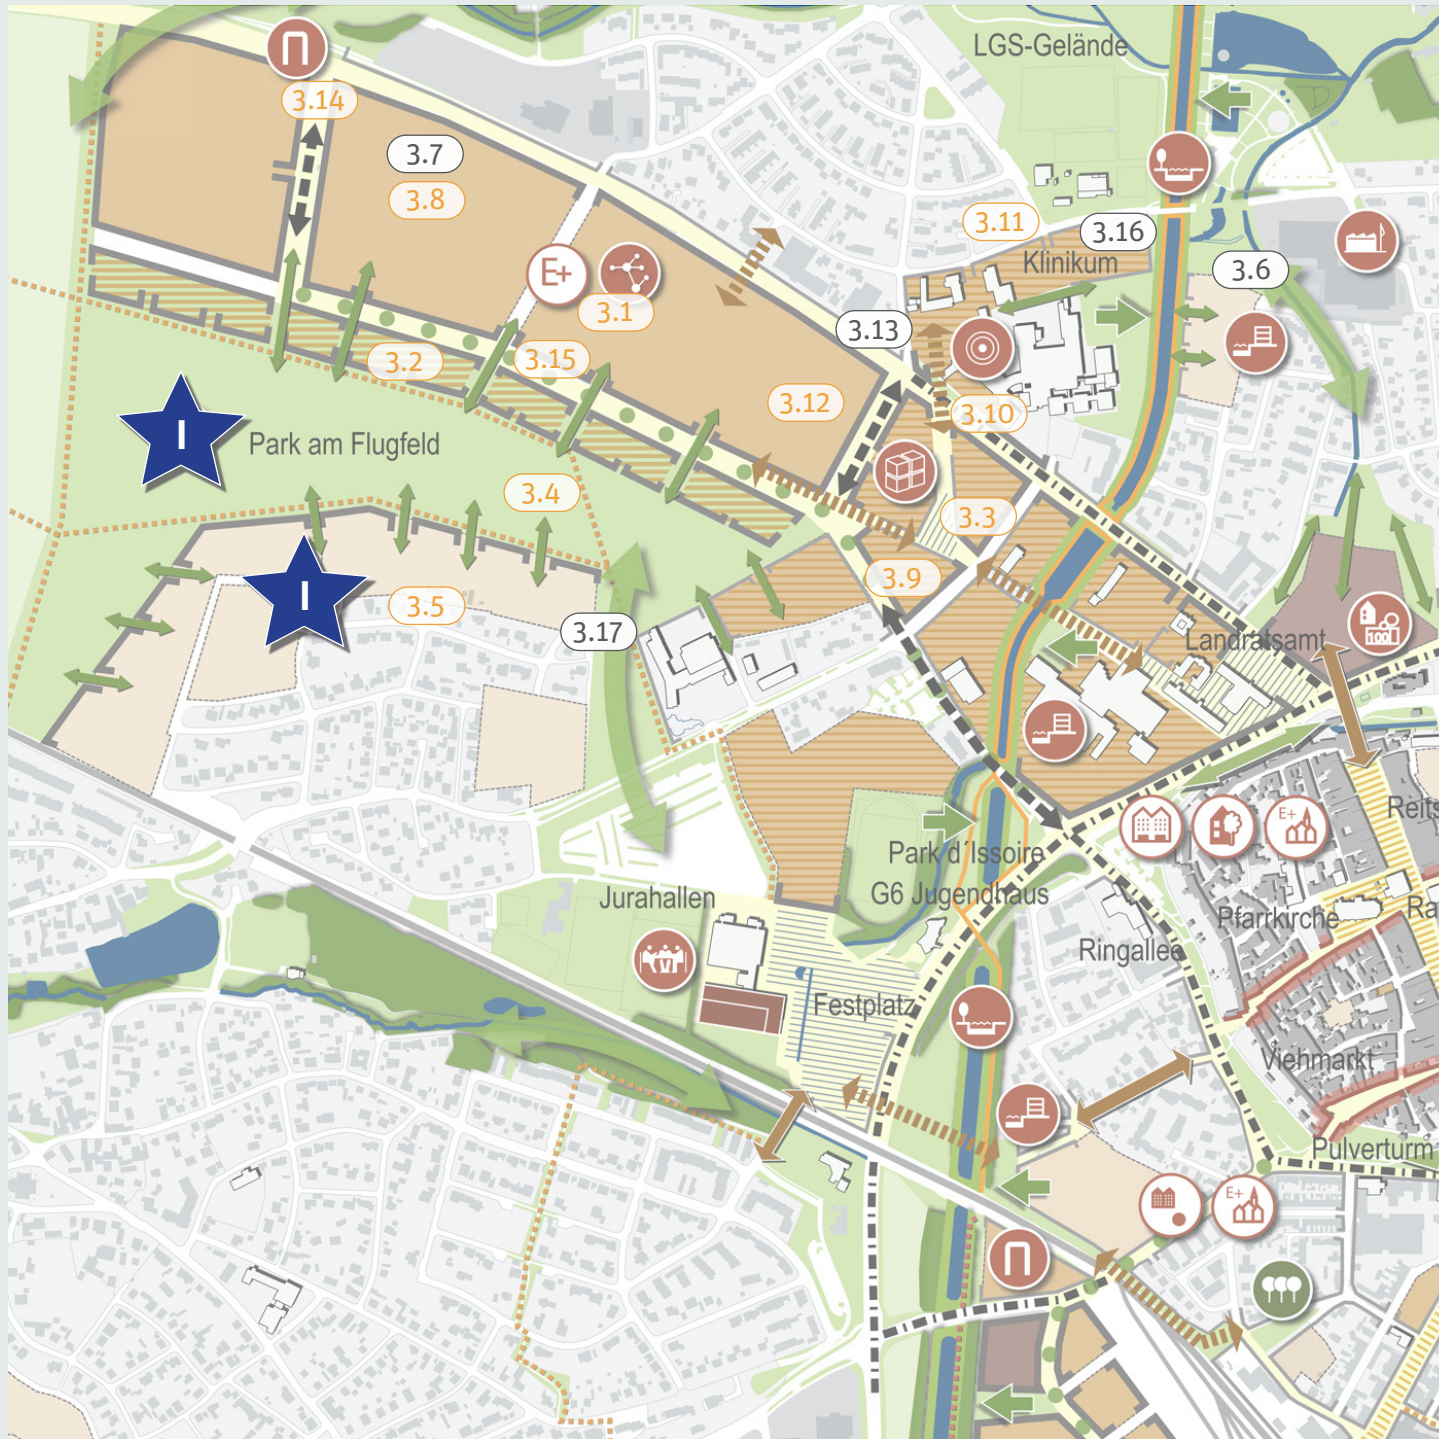 LGS-Gelände
3.14
3.7
3.8
3.11
3.16
Klinikum
3.6
E+
3.1
3.13
3.2
3.15
3.12
3.10
I
Park am Flugfeld
3.4
3.3
I
3.5
3.9
3.17
100
Landratsamt
E+
Park d´Issoire
G6 Jugendhaus
Jurahallen
Pfarrkirche
Ringallee
Festplatz
Viehmarkt
Pulverturm
E+